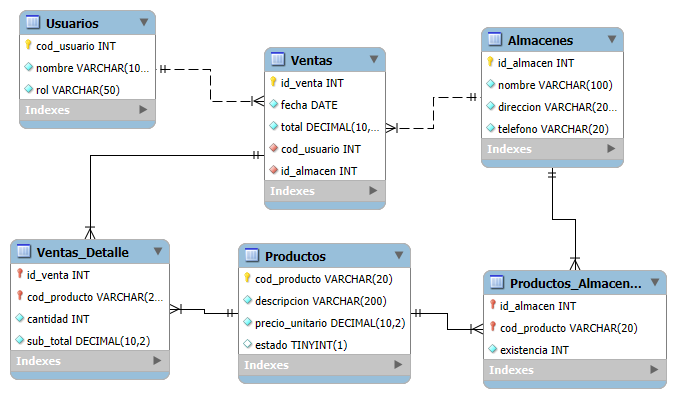 Usuarios
cod_usuario INT
nombre VARCHAR(10...
rol VARCHAR(50)
Indexes
Ventas
id_venta INT
fecha DATE
total DECIMAL(10,...
cod_usuario INT
id_almacen INT
Indexes
Almacenes
id_almacen INT
nombre VARCHAR(100)
direccion VARCHAR(20...
telefono VARCHAR(20)
Indexes
Ventas_Detalle
id_venta INT
cod_producto VARCHAR(2...
cantidad INT
sub_total DECIMAL(10,2)
Indexes
Productos
cod_producto VARCHAR(20)
descripcion VARCHAR(200)
precio_unitario DECIMAL(10,2)
estado TINYINT(1)
Indexes
Productos_Almacen...
id_almacen INT
cod_producto VARCHAR(20)
existencia INT
Indexes